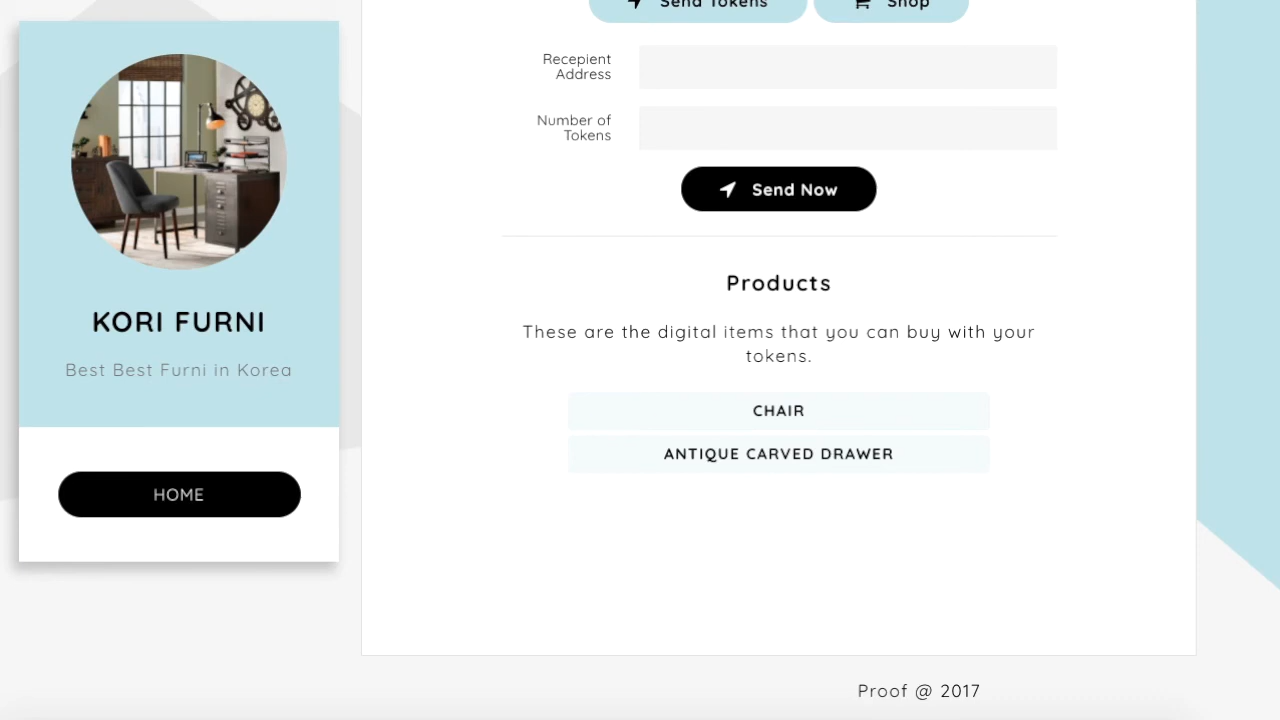 Send Tokens
Shop
Recepient
Address
Number of
Tokens
Send Now
Products
These are the digital items that you can buy with your
tokens.
CHAIR
ANTIQUE CARVED DRAWER
KORI FURNI
Best Best Furni in Korea
HOME
Proof @ 2017